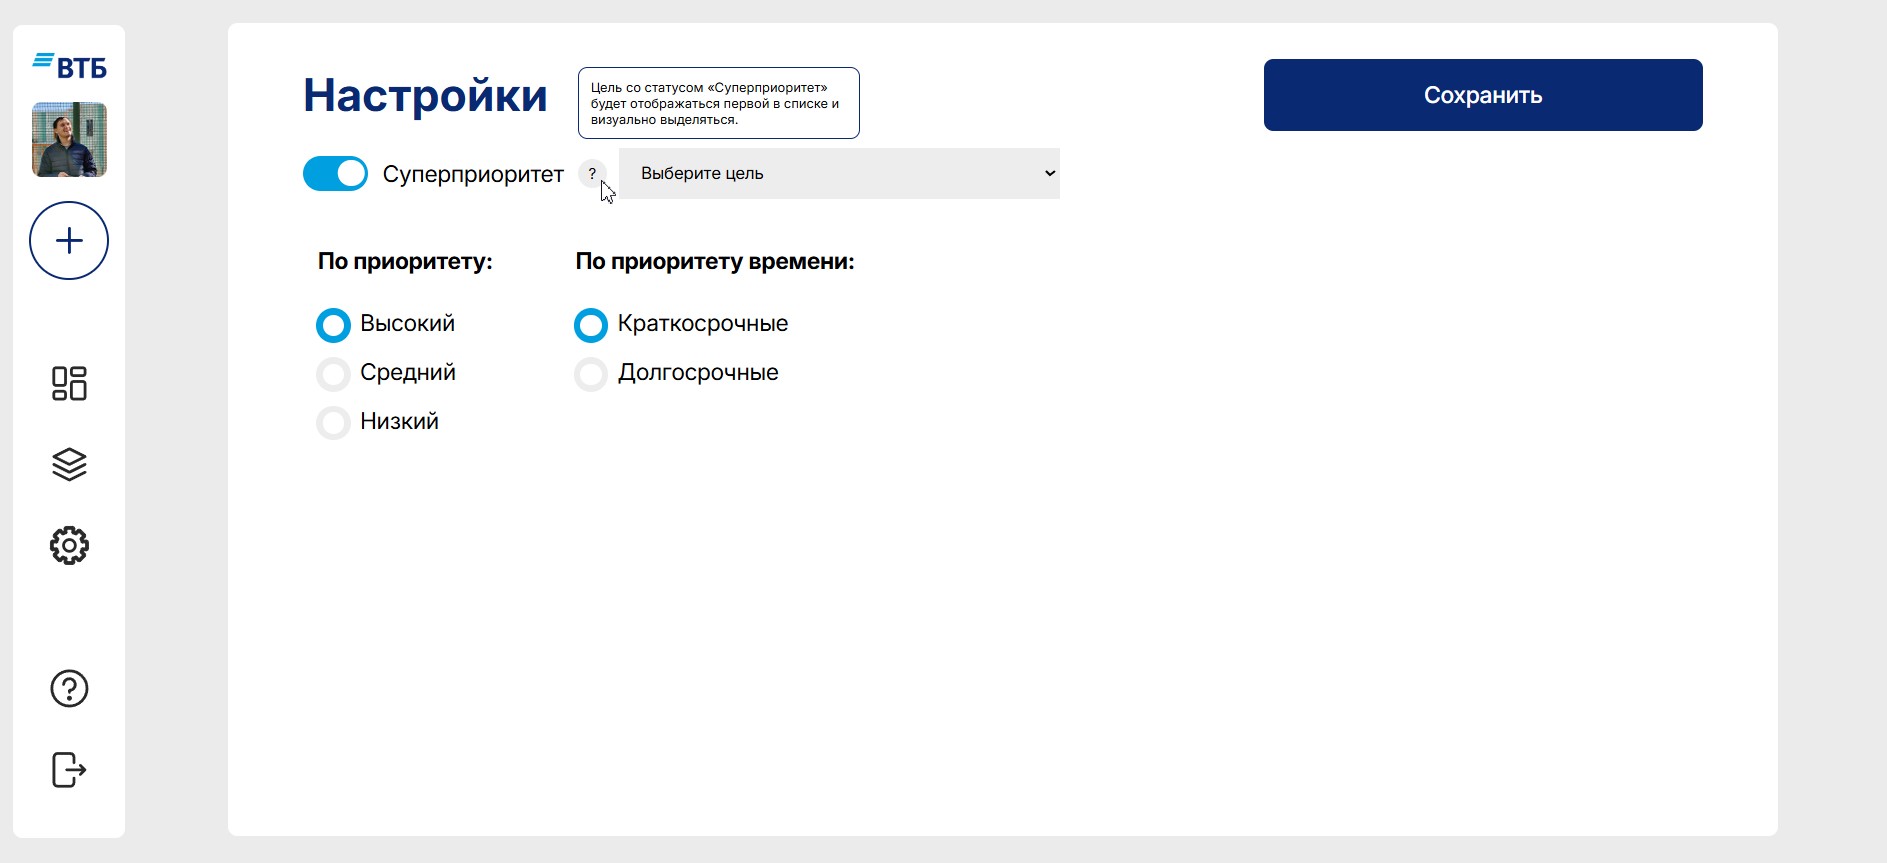 ВТБ
Настройки
Цель со статусом «Суперприоритет»
будет отображаться первой в списке и
визуально выделяться.
Сохранить
Суперприоритет
?
Выберите цель
По приоритету:
По приоритету времени:
Высокий
Краткосрочные
Средний
Долгосрочные
Низкий